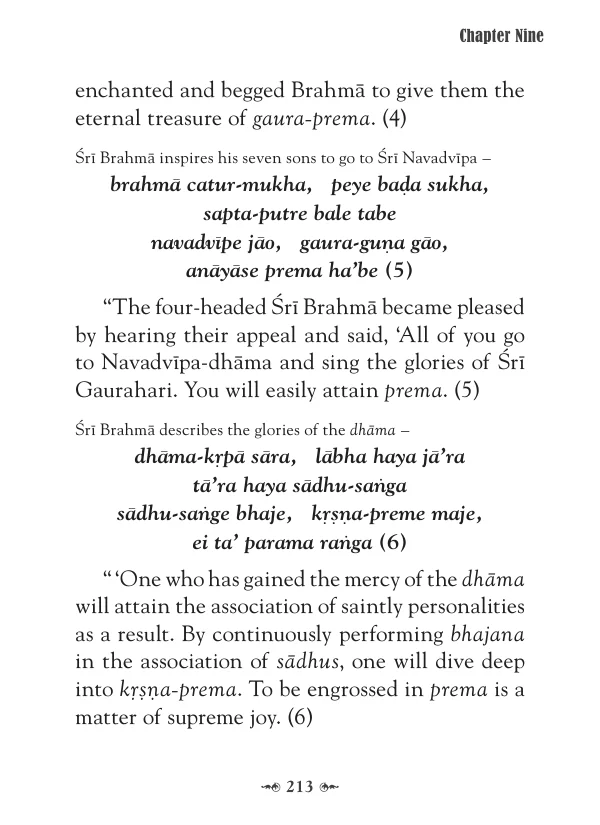 Chapter Nine
enchanted and begged Brahmā to give them the
eternal treasure of gaura-prema. (4)
Śrī Brahmā inspires his seven sons to go to Śrī Navadvīpa –
brahmā catur-mukha, peye baḍa sukha,
sapta-putre bale tabe
navadvīpe jāo, gaura-guṇa gāo,
anāyāse prema ha’be (5)
“The four-headed Śrī Brahmā became pleased
by hearing their appeal and said, ‘All of you go
to Navadvīpa-dhāma and sing the glories of Śrī
Gaurahari. You will easily attain prema. (5)
Śrī Brahmā describes the glories of the dhāma –
dhāma-kṛpā sāra, lābha haya jā’ra
tā’ra haya sādhu-saṅga
sādhu-saṅge bhaje, kṛṣṇa-preme maje,
ei ta’ parama raṅga (6)
“ ‘One who has gained the mercy of the dhāma
will attain the association of saintly personalities
as a result. By continuously performing bhajana
in the association of sādhus, one will dive deep
into kṛṣṇa-prema. To be engrossed in prema is a
matter of supreme joy. (6)
213